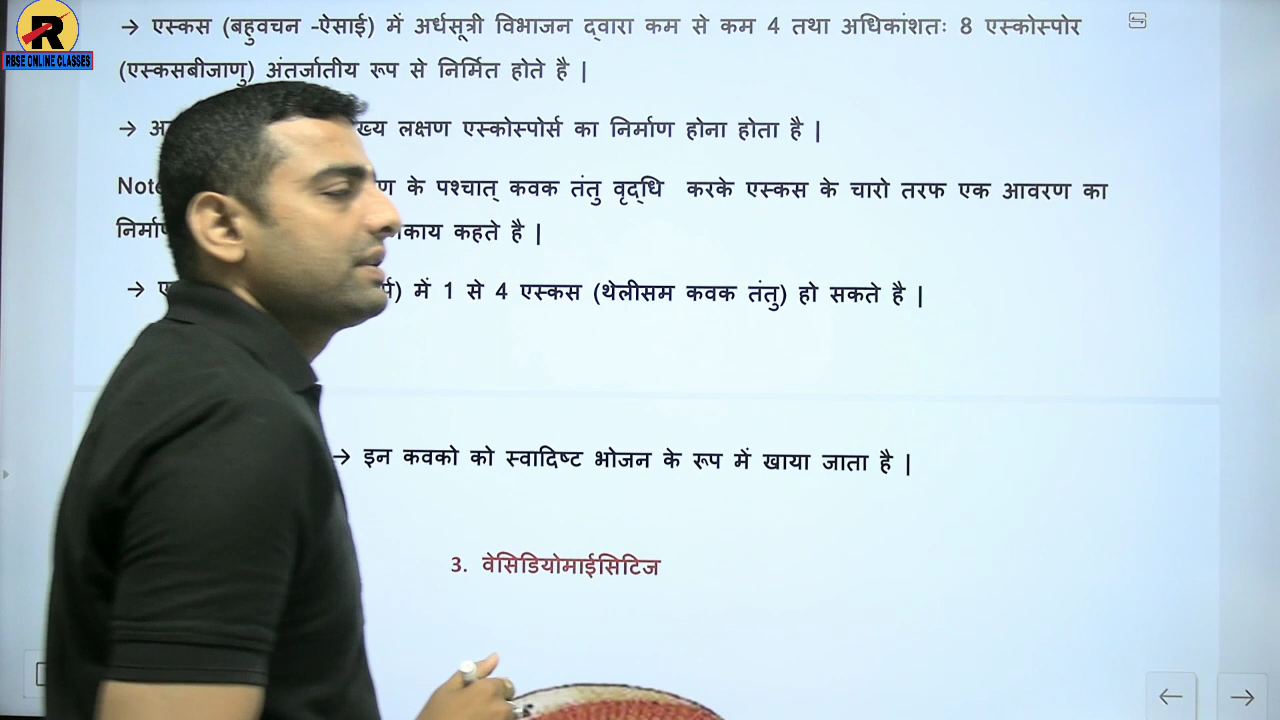 → एस्कस (बहुवचन -ऐसाई) में अर्धसूत्री विभाजन द्वारा कम से कम 4 तथा अधिकांशतः 8 एस्कोस्पोर
R
RBSE ONLINE CLASSES
(एस्कसबीजाणु) अंतर्जातीय रूप से निर्मित होते है |
→ लक्षण एस्कोस्पोर्स का निर्माण होना होता है |
Note के पश्चात् कवक तंतु वृद्धि करके एस्कस के चारो तरफ एक आवरण का
कहते है |
→ में 1 से 4 एस्कस (थेलीसम कवक तंतु) हो सकते है |
→ इन कवको को स्वादिष्ट भोजन के रूप में खाया जाता है |
3. वेसिडियोमाईसिटिज